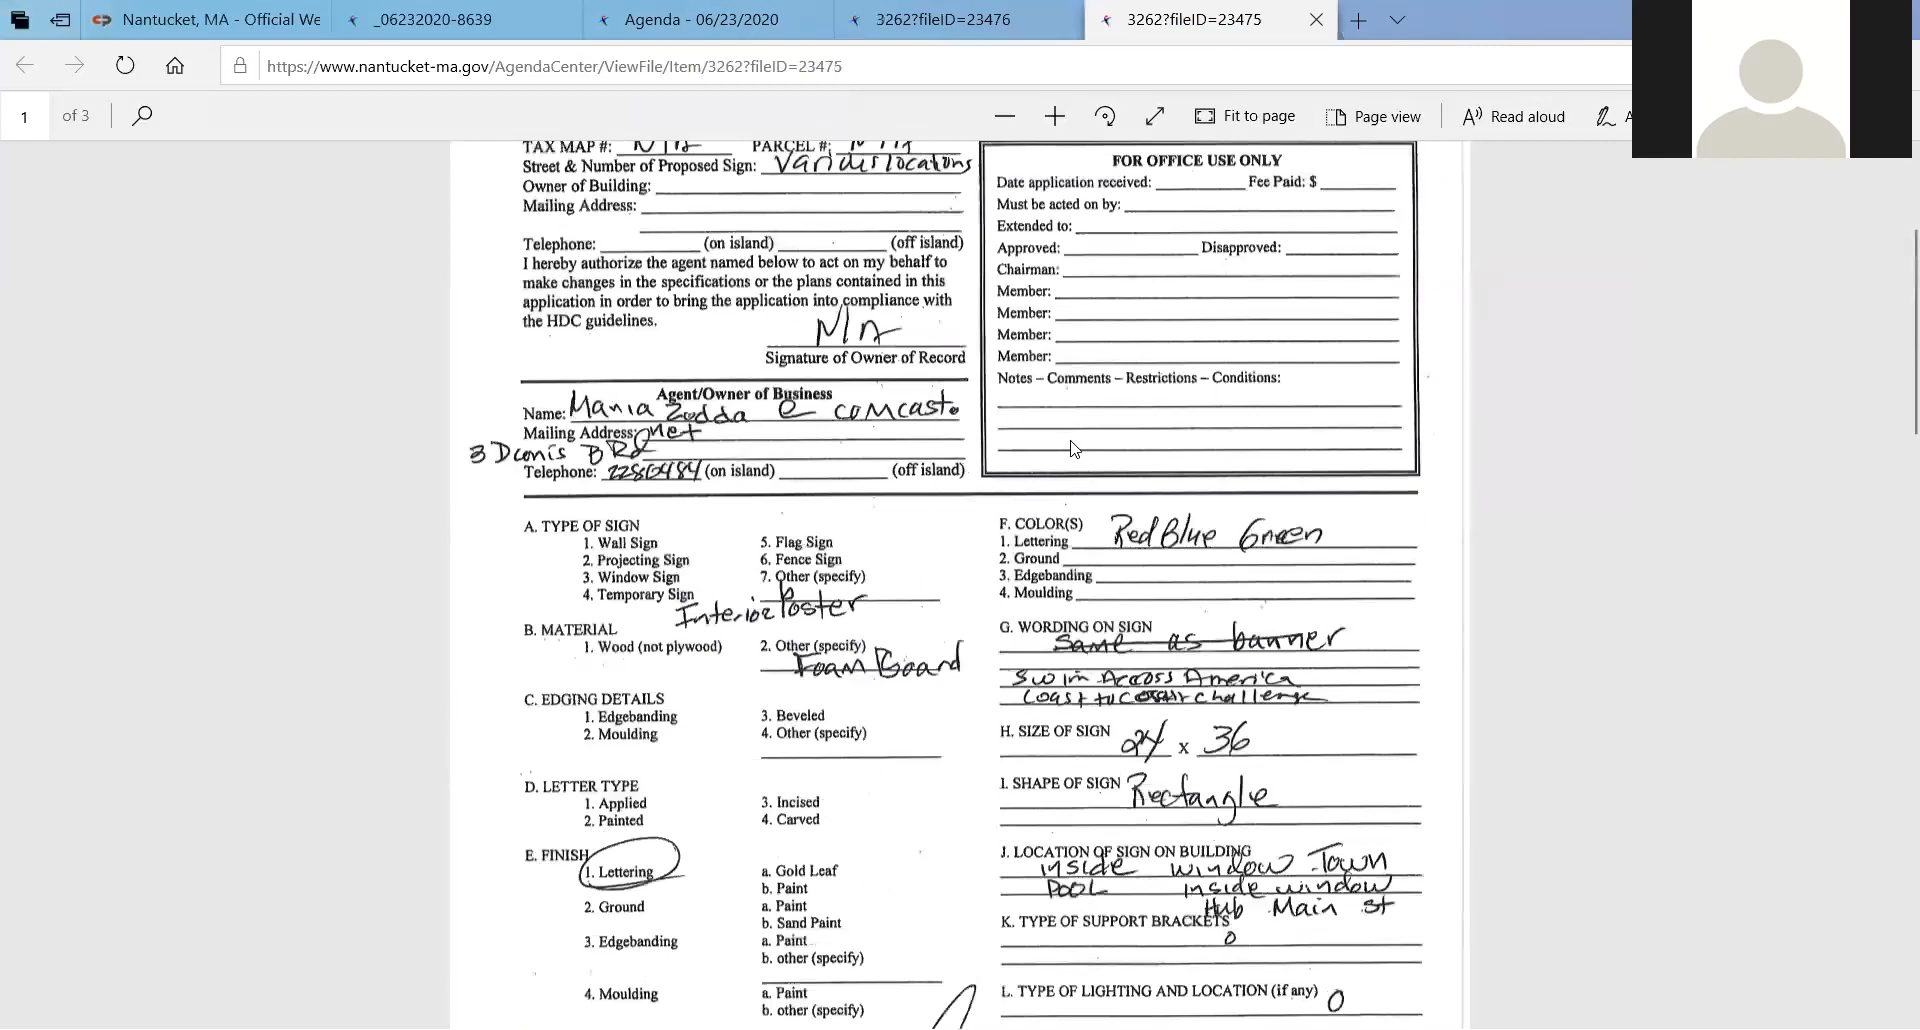 Nantucket, MA - Official We
_06232020-8639
Agenda - 06/23/2020
3262?fileID=23476
3262?fileID=23475
https://www.nantucket-ma.gov/AgendaCenter/ViewFile/Item/3262?fileID=23475
1 of 3
Fit to page
Page view
Read aloud
TAX MAP #: N/A PARCEL #: N/A
Street & Number of Proposed Sign: Various locations
Owner of Building:
Mailing Address:
Telephone: (on island) (off island)
I hereby authorize the agent named below to act on my behalf to
make changes in the specifications or the plans contained in this
application in order to bring the application into compliance with
the HDC guidelines.
N/A
Signature of Owner of Record
Agent/Owner of Business
Name: Mania Zodda @ comcast.
Mailing Address: net
3 B Rd
Telephone: (on island) (off island)
FOR OFFICE USE ONLY
Date application received: Fee Paid: $
Must be acted on by:
Extended to:
Approved: Disapproved:
Chairman:
Member:
Member:
Member:
Member:
Notes – Comments – Restrictions – Conditions:
A. TYPE OF SIGN
1. Wall Sign
2. Projecting Sign
3. Window Sign
4. Temporary Sign
5. Flag Sign
6. Fence Sign
7. Other (specify)
Interior Poster
B. MATERIAL
1. Wood (not plywood)
2. Other (specify)
Foam Board
C. EDGING DETAILS
1. Edgebanding
2. Moulding
3. Beveled
4. Other (specify)
D. LETTER TYPE
1. Applied
2. Painted
3. Incised
4. Carved
E. FINISH
1. Lettering
a. Gold Leaf
b. Paint
2. Ground
a. Paint
b. Sand Paint
3. Edgebanding
a. Paint
b. other (specify)
4. Moulding
a. Paint
b. other (specify)
F. COLOR(S)
1. Lettering Red Blue Green
2. Ground
3. Edgebanding
4. Moulding
G. WORDING ON SIGN
Same as banner
Swim Across America
Coast to Coast Challenge
H. SIZE OF SIGN 24 x 36
I. SHAPE OF SIGN Rectangle
J. LOCATION OF SIGN ON BUILDING
inside window Town
POOL inside window
Hub Main St
K. TYPE OF SUPPORT BRACKETS
0
L. TYPE OF LIGHTING AND LOCATION (if any) 0